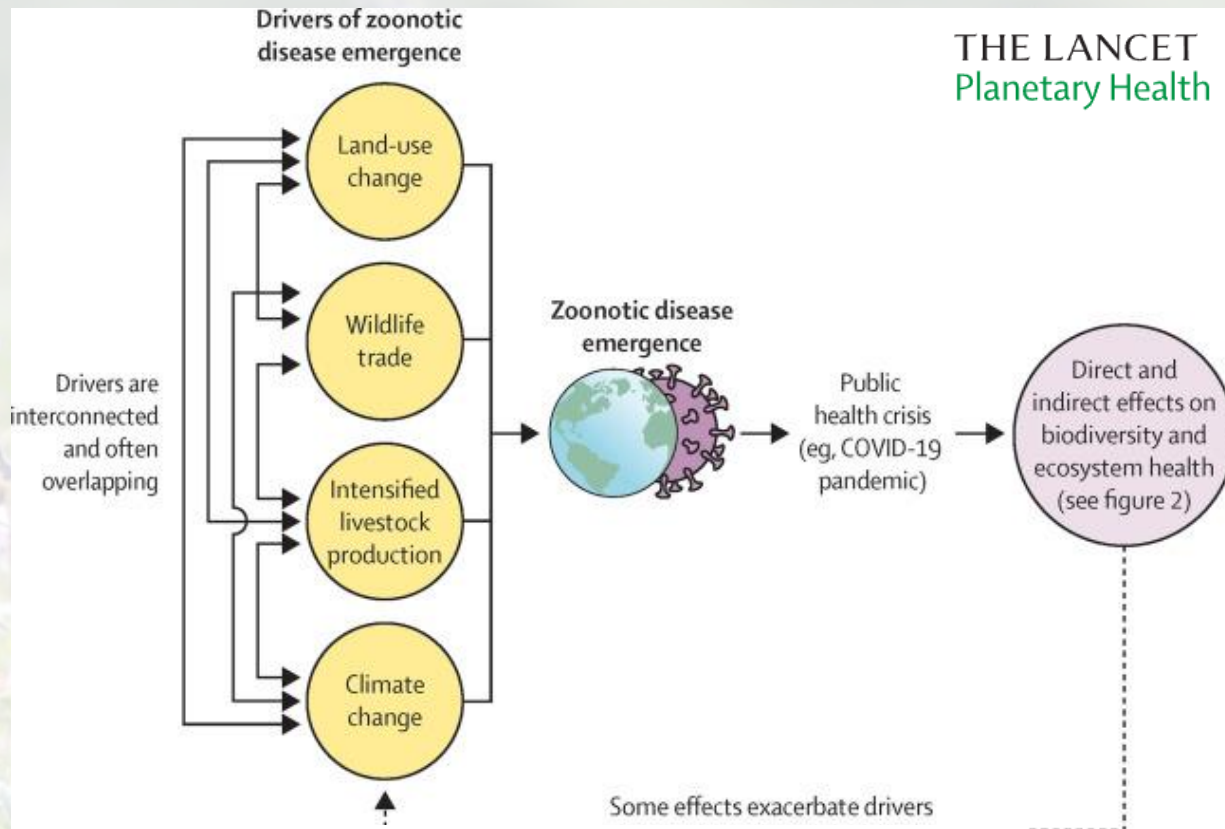 Drivers of zoonotic
disease emergence
THE LANCET
Planetary Health
Land-use
change
Wildlife
trade
Zoonotic disease
emergence
Drivers are
interconnected
and often
overlapping
Public
health crisis
(eg, COVID-19
pandemic)
Direct and
indirect effects on
biodiversity and
ecosystem health
(see figure 2)
Intensified
livestock
production
Climate
change
Some effects exacerbate drivers